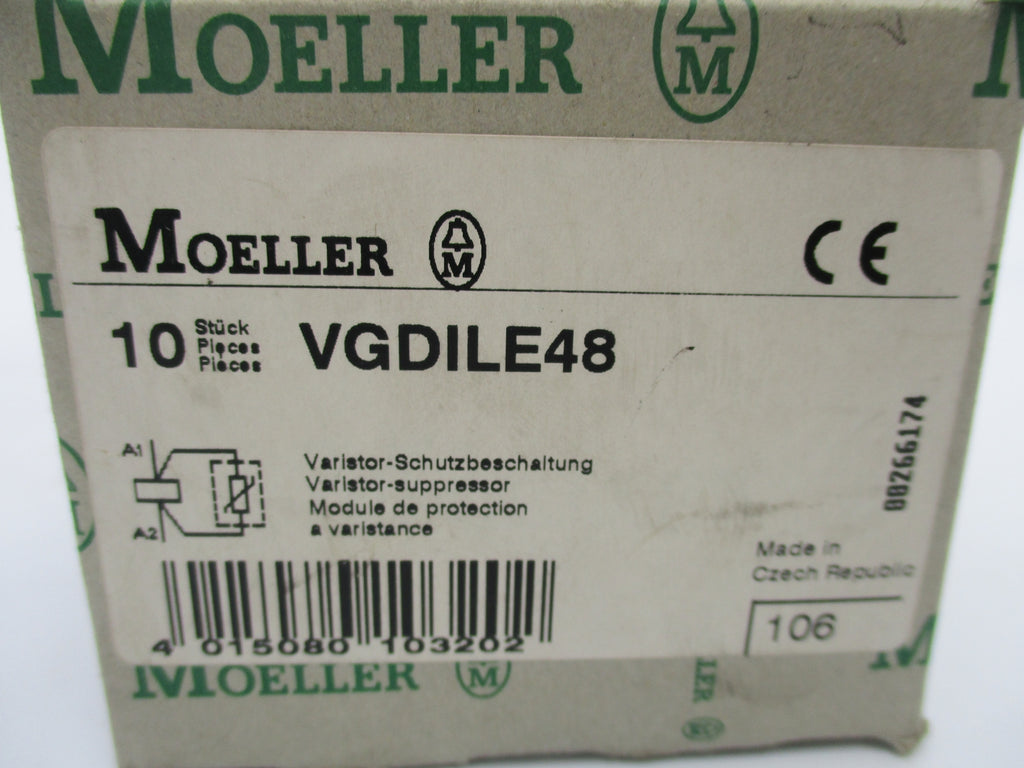 MOELLER M M
MOELLER M CE
10 Stück Pieces Pieces VGDILE48
A1
A2
Varistor-Schutzbeschaltung
Varistor-suppressor
Module de protection
a varistance
00266174
Made in
Czech Republic
106
4 015080 103202
MOELLER M